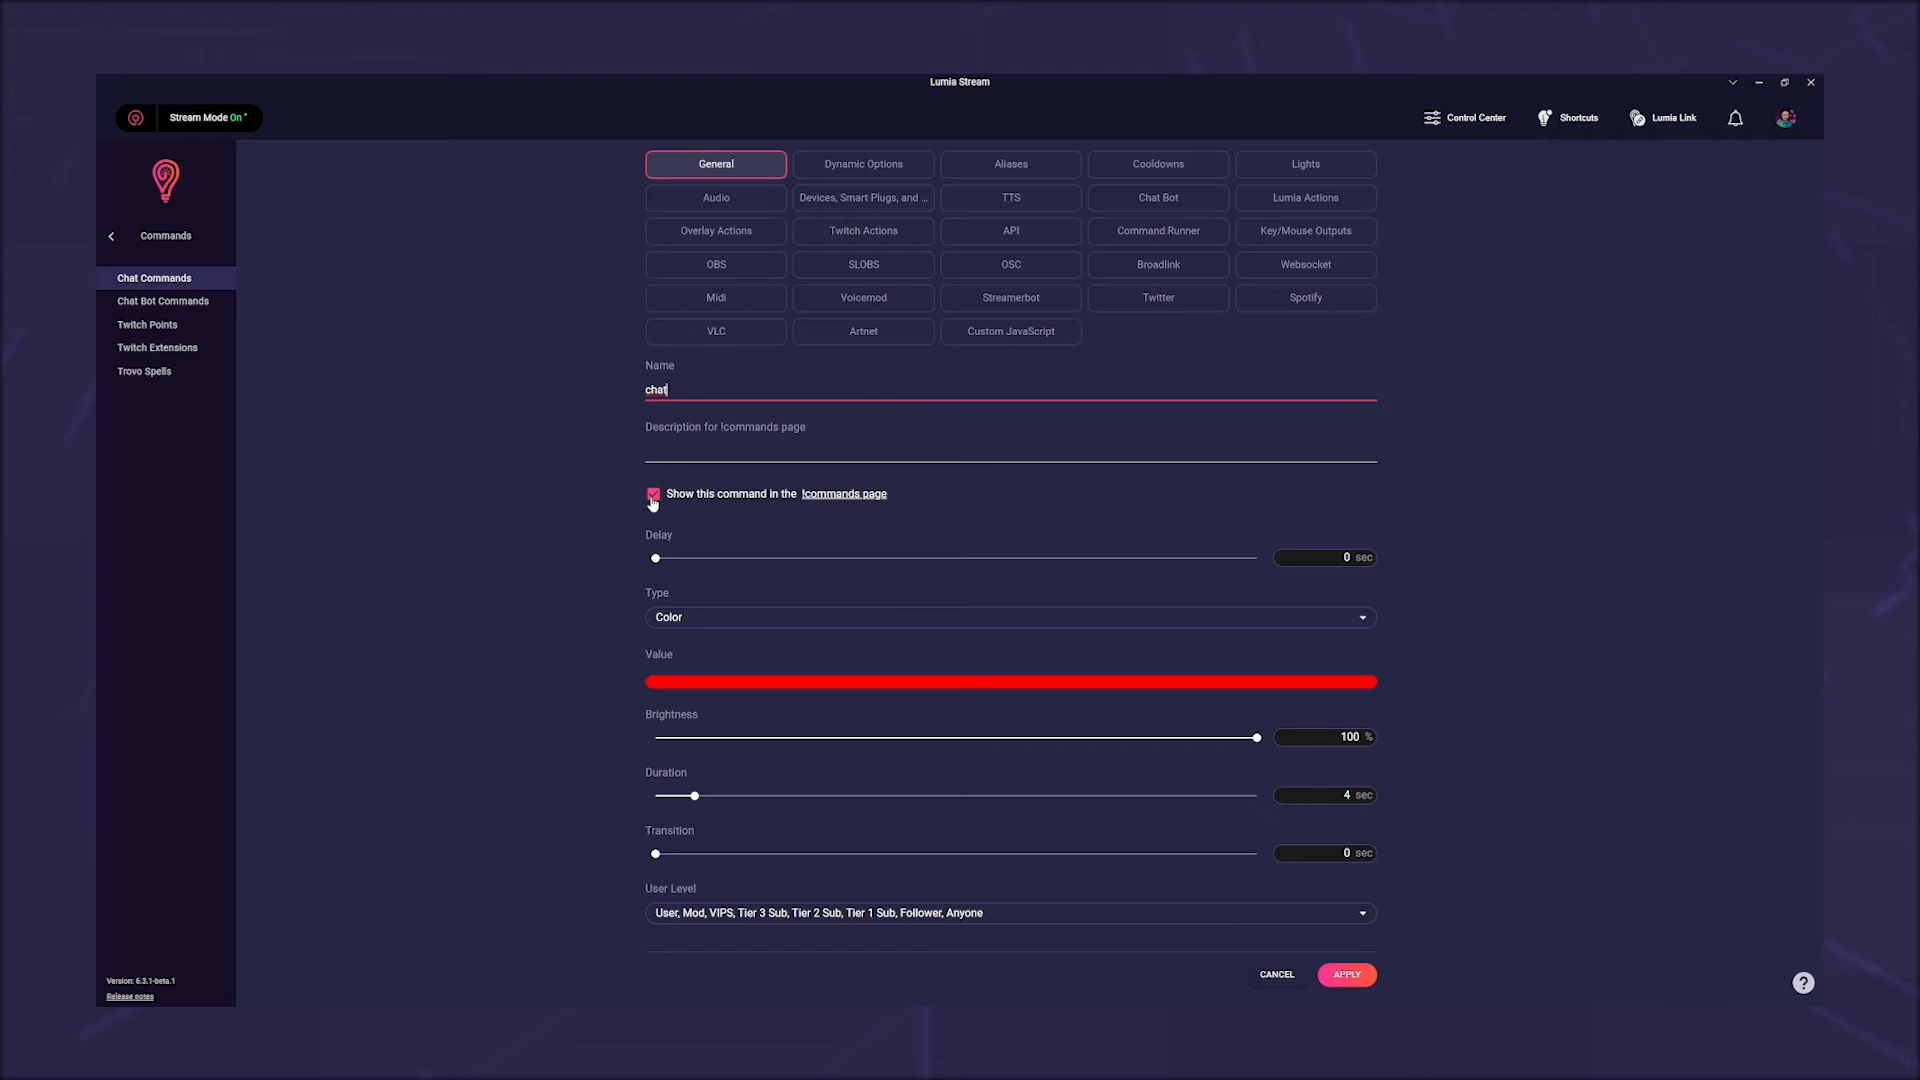 Lumia Stream
Stream Mode On
Control Center
Shortcuts
Lumia Link
Commands
Chat Commands
Chat Bot Commands
Twitch Points
Twitch Extensions
Trovo Spells
Version: 6.3.1-beta.1
Release notes
General Dynamic Options Aliases Cooldowns Lights
Audio Devices, Smart Plugs, and ... TTS Chat Bot Lumia Actions
Overlay Actions Twitch Actions API Command Runner Key/Mouse Outputs
OBS SLOBS OSC Broadlink Websocket
Midi Voicemod Streamerbot Twitter Spotify
VLC Artnet Custom JavaScript
Name
chat
Description for !commands page
Show this command in the !commands page
Delay
0 sec
Type
Color
Value
Brightness
100 %
Duration
4 sec
Transition
0 sec
User Level
User, Mod, VIPS, Tier 3 Sub, Tier 2 Sub, Tier 1 Sub, Follower, Anyone
CANCEL APPLY
?